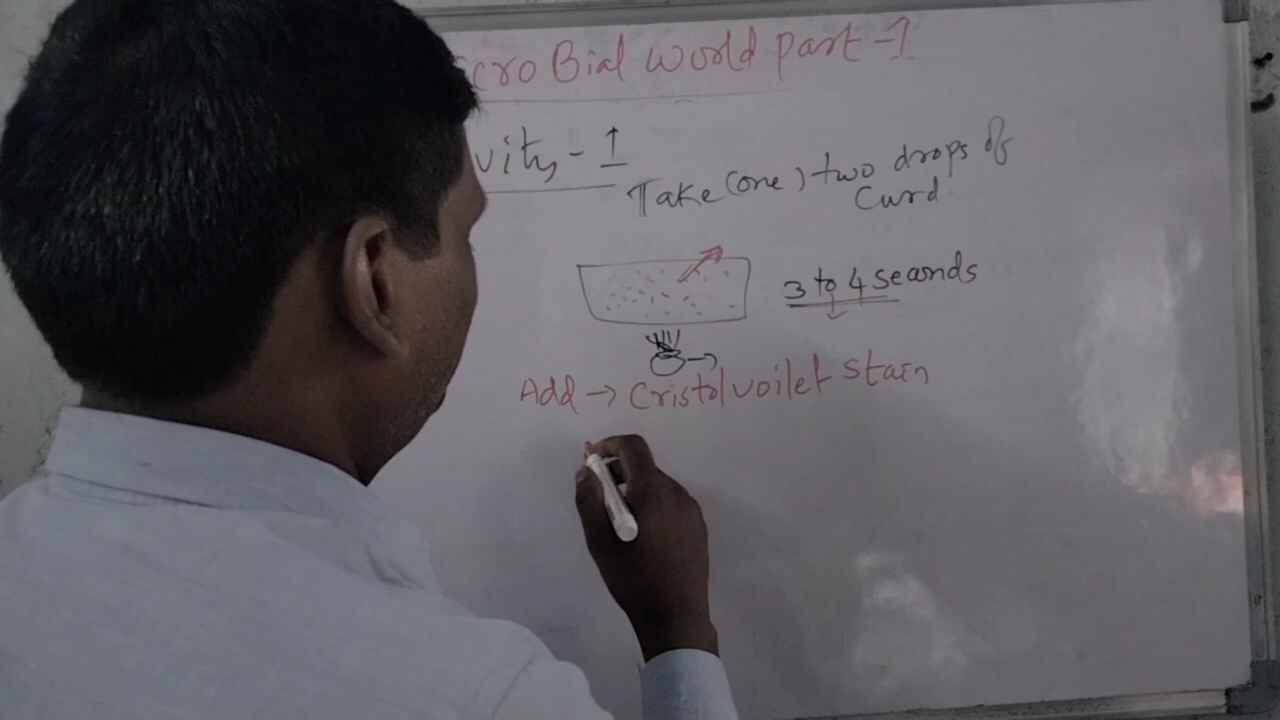 cro Bial world part-1
vity-1
Take (one) two drops of
Curd
3 to 4 seconds
Add → Cristol voilet stain